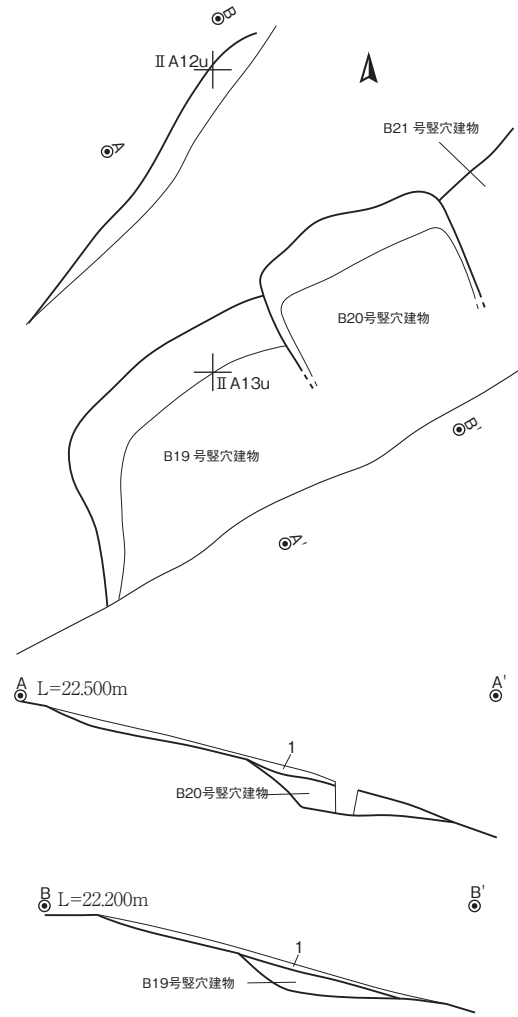 B
ⅡA12u
A
B21 号竪穴建物
B20号竪穴建物
ⅡA13u
B'
B19 号竪穴建物
A'
A L=22.500m A'
1
B20号竪穴建物
B L=22.200m B'
1
B19号竪穴建物